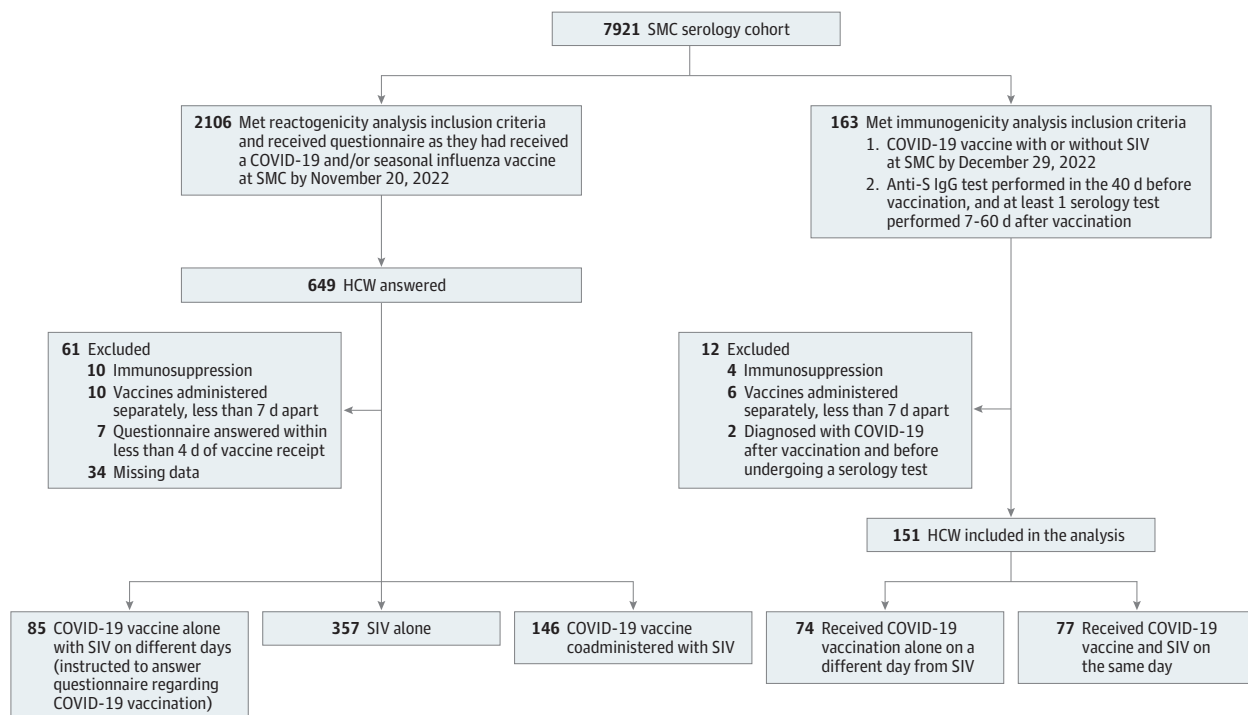 7921 SMC serology cohort
2106 Met reactogenicity analysis inclusion criteria
and received questionnaire as they had received
a COVID-19 and/or seasonal influenza vaccine
at SMC by November 20, 2022
163 Met immunogenicity analysis inclusion criteria
1. COVID-19 vaccine with or without SIV
at SMC by December 29, 2022
2. Anti-S IgG test performed in the 40 d before
vaccination, and at least 1 serology test
performed 7-60 d after vaccination
649 HCW answered
61 Excluded
10 Immunosuppression
10 Vaccines administered
separately, less than 7 d apart
7 Questionnaire answered within
less than 4 d of vaccine receipt
34 Missing data
12 Excluded
4 Immunosuppression
6 Vaccines administered
separately, less than 7 d apart
2 Diagnosed with COVID-19
after vaccination and before
undergoing a serology test
151 HCW included in the analysis
85 COVID-19 vaccine alone
with SIV on different days
(instructed to answer
questionnaire regarding
COVID-19 vaccination)
357 SIV alone
146 COVID-19 vaccine
coadministered with SIV
74 Received COVID-19
vaccination alone on a
different day from SIV
77 Received COVID-19
vaccine and SIV on
the same day